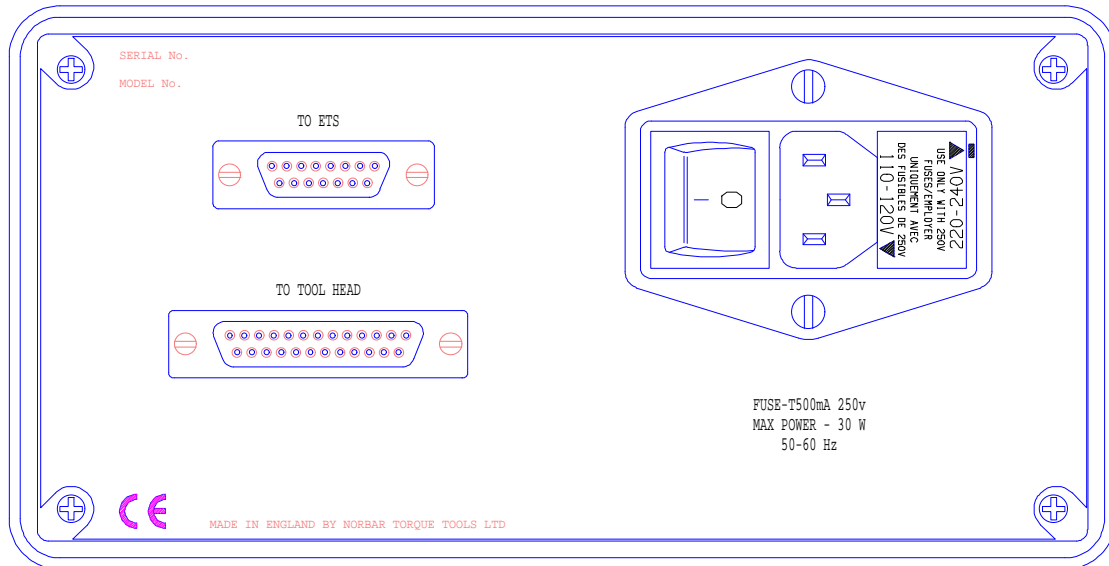 SERIAL No.
MODEL No.
TO ETS
TO TOOL HEAD
I O
220-240V
USE ONLY WITH 250V
FUSES/EMPLOYER
UNIQUEMENT AVEC
DES FUSIBLES DE 250V
110-120V
FUSE-T500mA 250v
MAX POWER - 30 W
50-60 Hz
CE
MADE IN ENGLAND BY NORBAR TORQUE TOOLS LTD